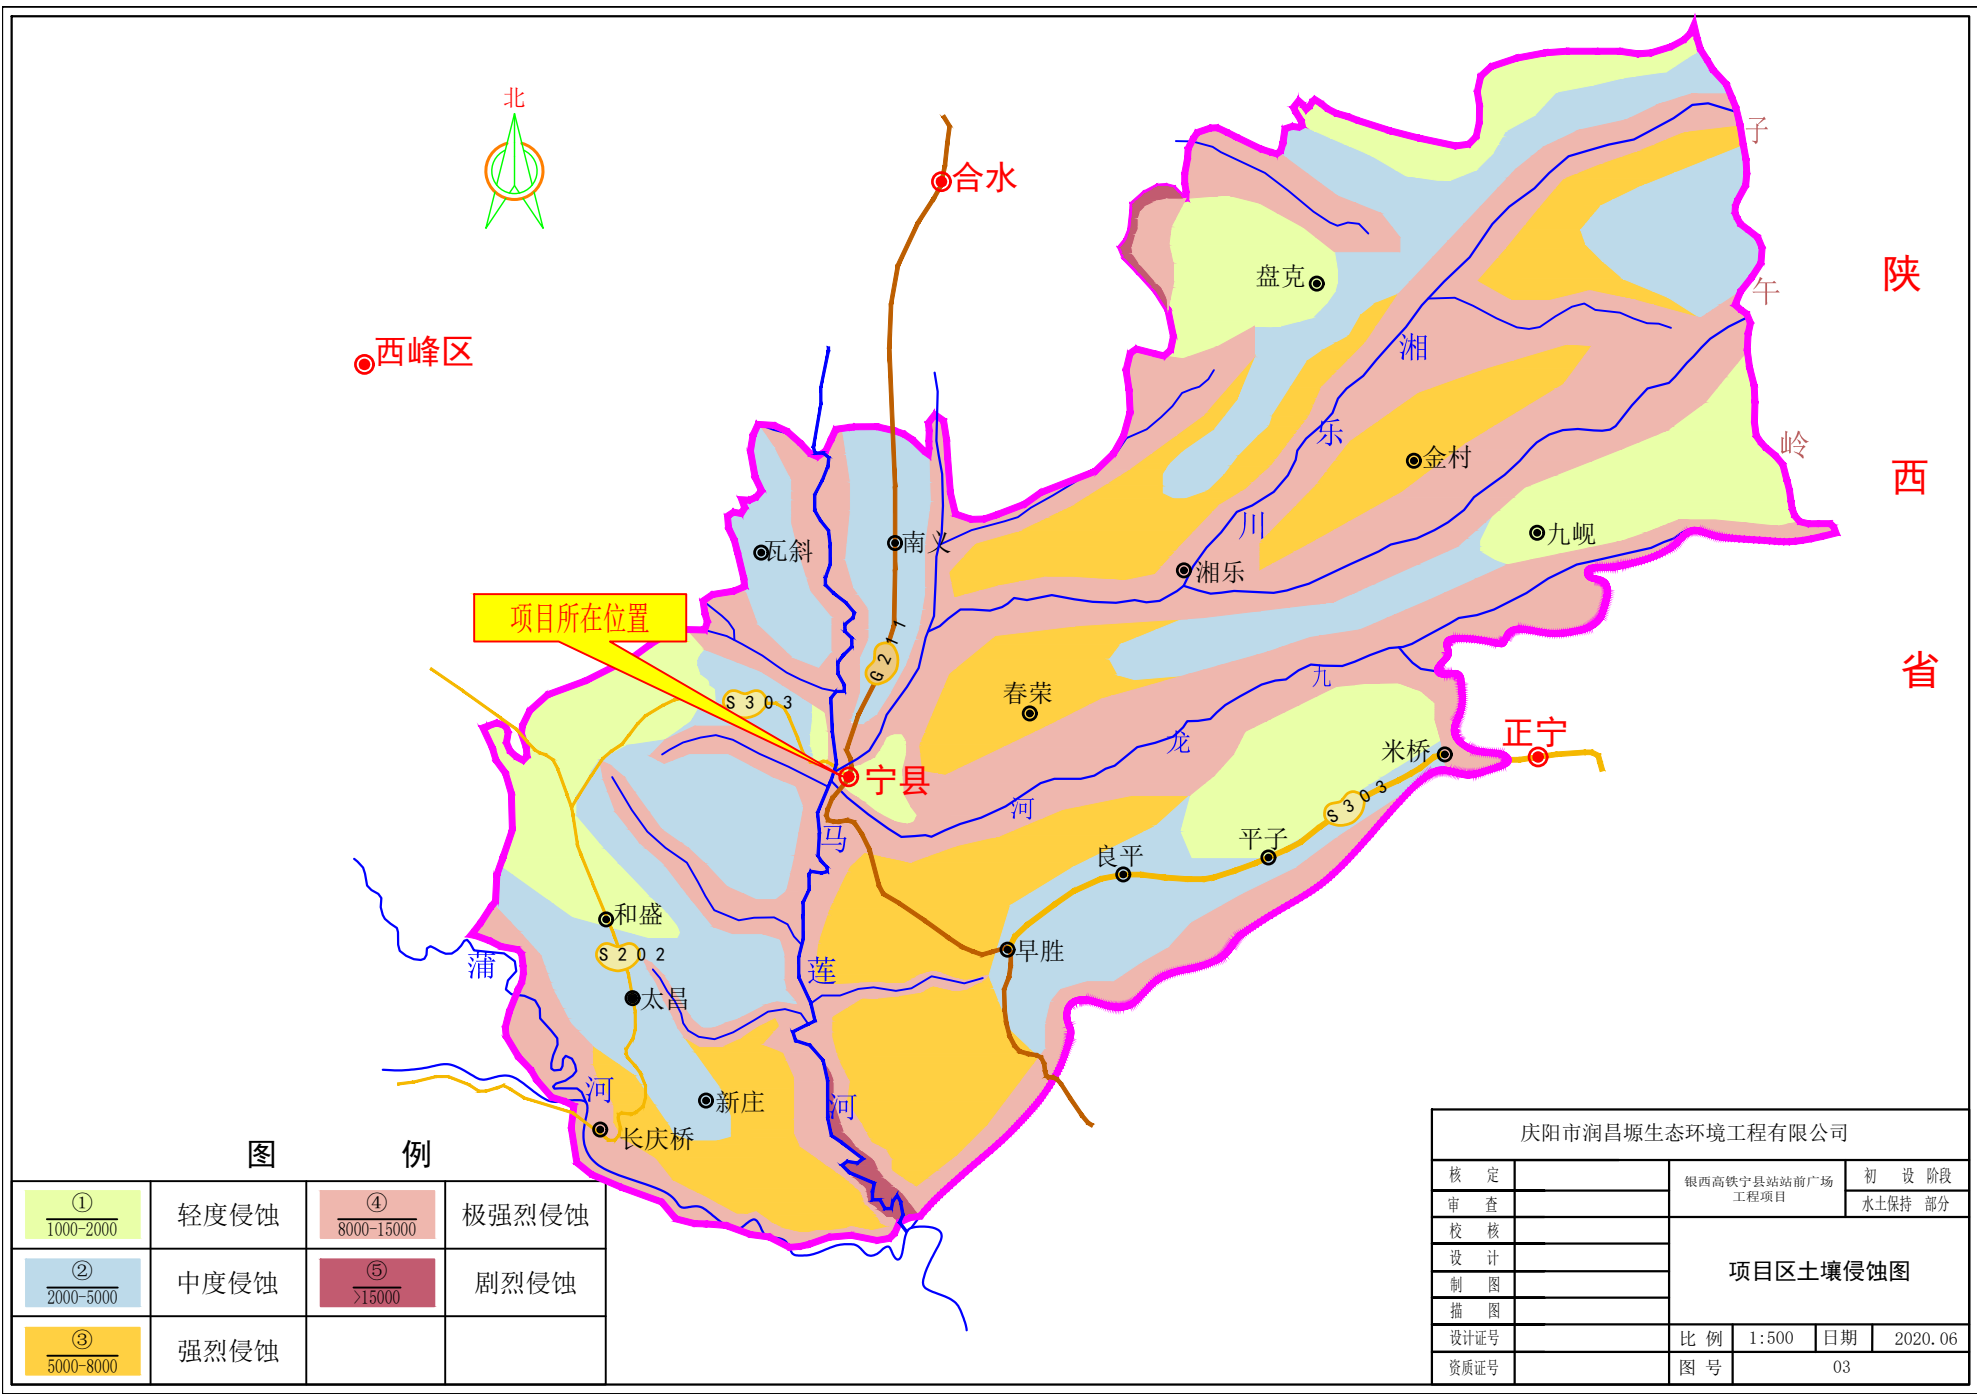 北
合水
西峰区
子
午
岭
陕
西
省
盘克
湘
乐
川
金村
九岘
湘乐
瓦斜
南义
项目所在位置
G211
S303
春荣
九
龙
河
宁县
米桥
正宁
S303
平子
良平
早胜
马
莲
河
和盛
S202
太昌
蒲
河
新庄
长庆桥
图 例
① 1000-2000 轻度侵蚀
④ 8000-15000 极强烈侵蚀
② 2000-5000 中度侵蚀
⑤ >15000 剧烈侵蚀
③ 5000-8000 强烈侵蚀
庆阳市润昌塬生态环境工程有限公司
核 定
审 查
校 核
设 计
制 图
描 图
设计证号
资质证号
银西高铁宁县站站前广场
工程项目
初 设 阶段
水土保持 部分
项目区土壤侵蚀图
比 例 1:500 日期 2020.06
图 号 03